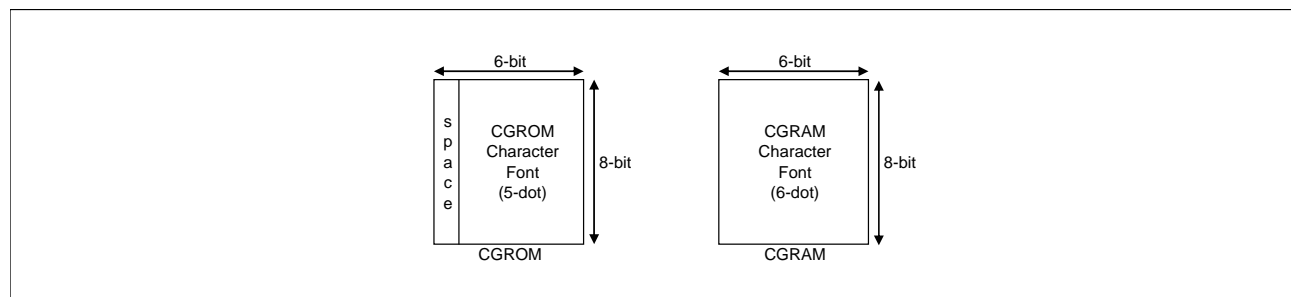 6-bit
space
CGROM
Character
Font
(5-dot)
8-bit
CGROM
6-bit
CGRAM
Character
Font
(6-dot)
8-bit
CGRAM